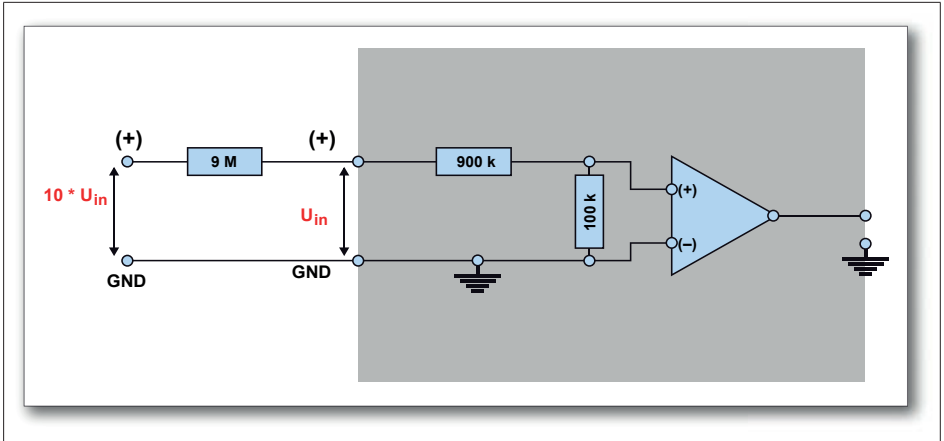 (+)
(+)
9 M
900 k
10 * Uin
Uin
100 k
(+)
(–)
GND
GND